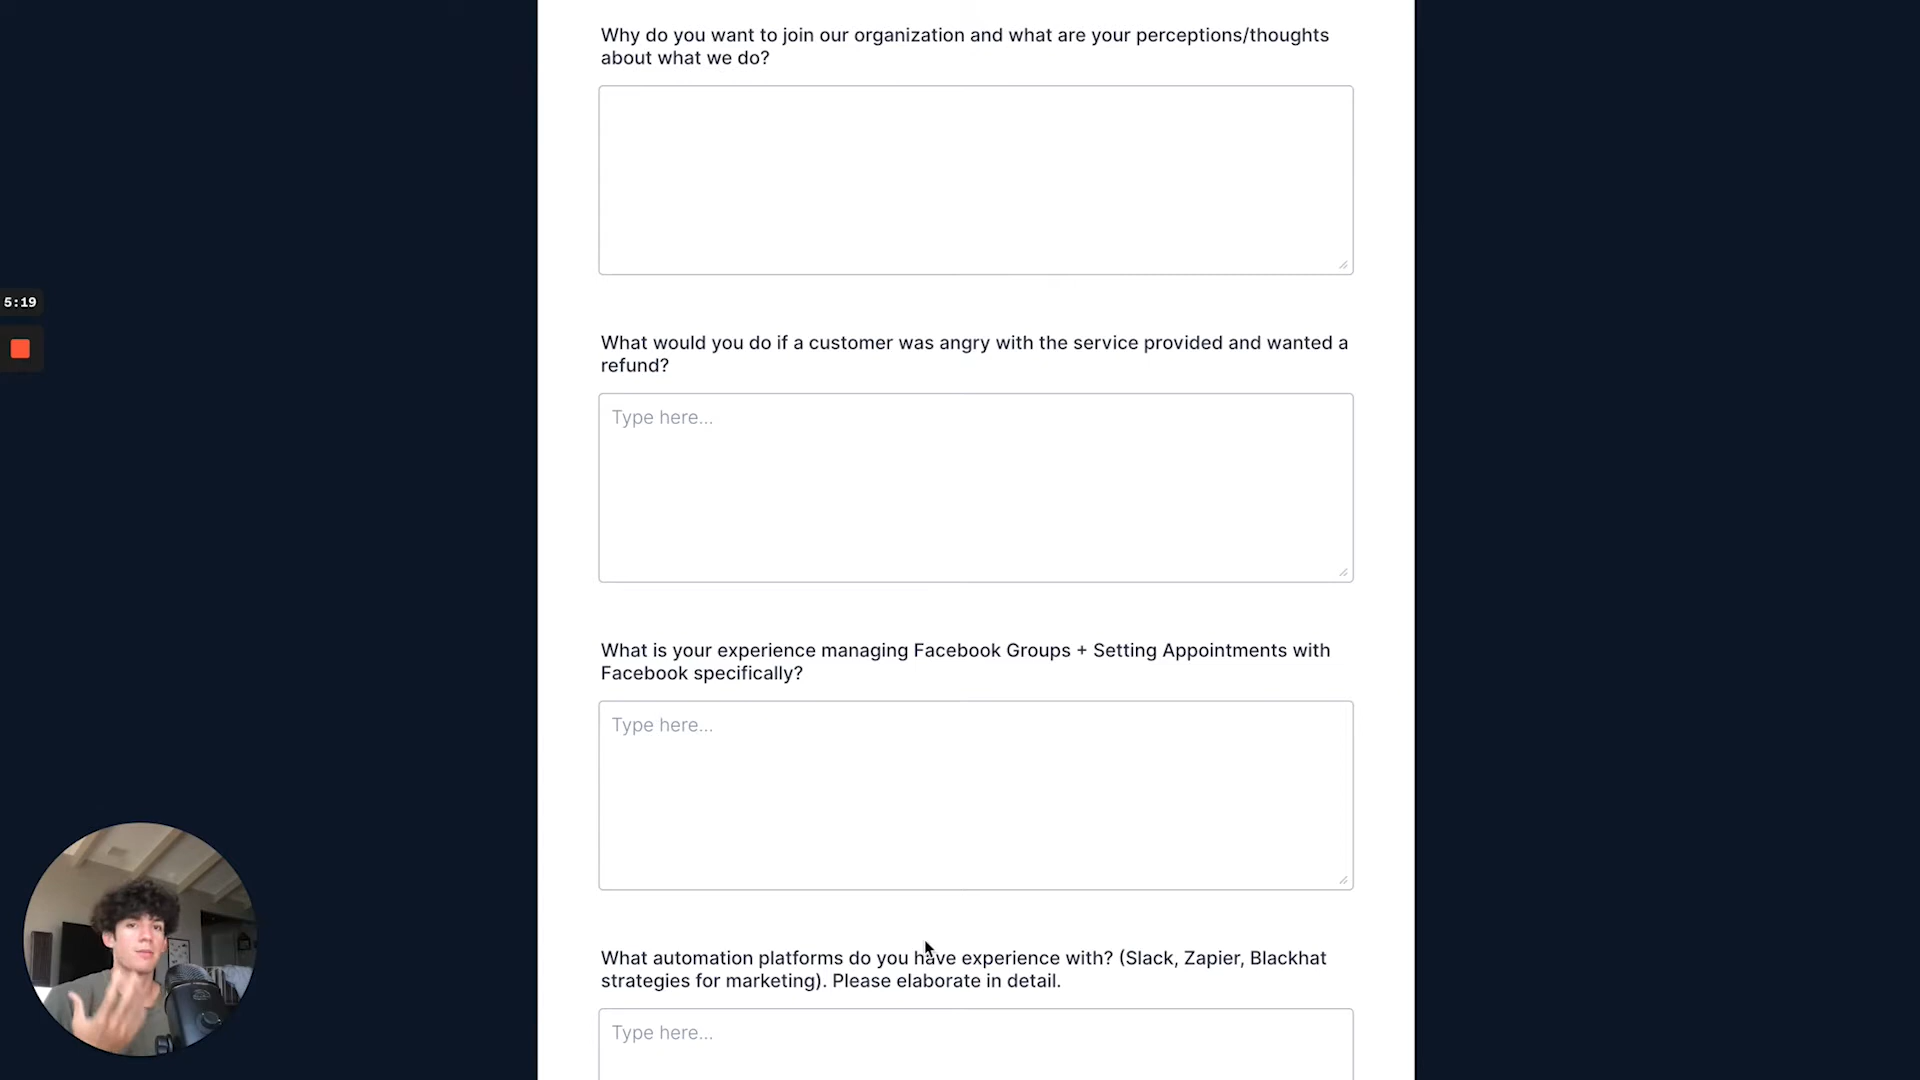 Why do you want to join our organization and what are your perceptions/thoughts
about what we do?
What would you do if a customer was angry with the service provided and wanted a
refund?
Type here...
5:19
What is your experience managing Facebook Groups + Setting Appointments with
Facebook specifically?
Type here...
What automation platforms do you have experience with? (Slack, Zapier, Blackhat
strategies for marketing). Please elaborate in detail.
Type here...